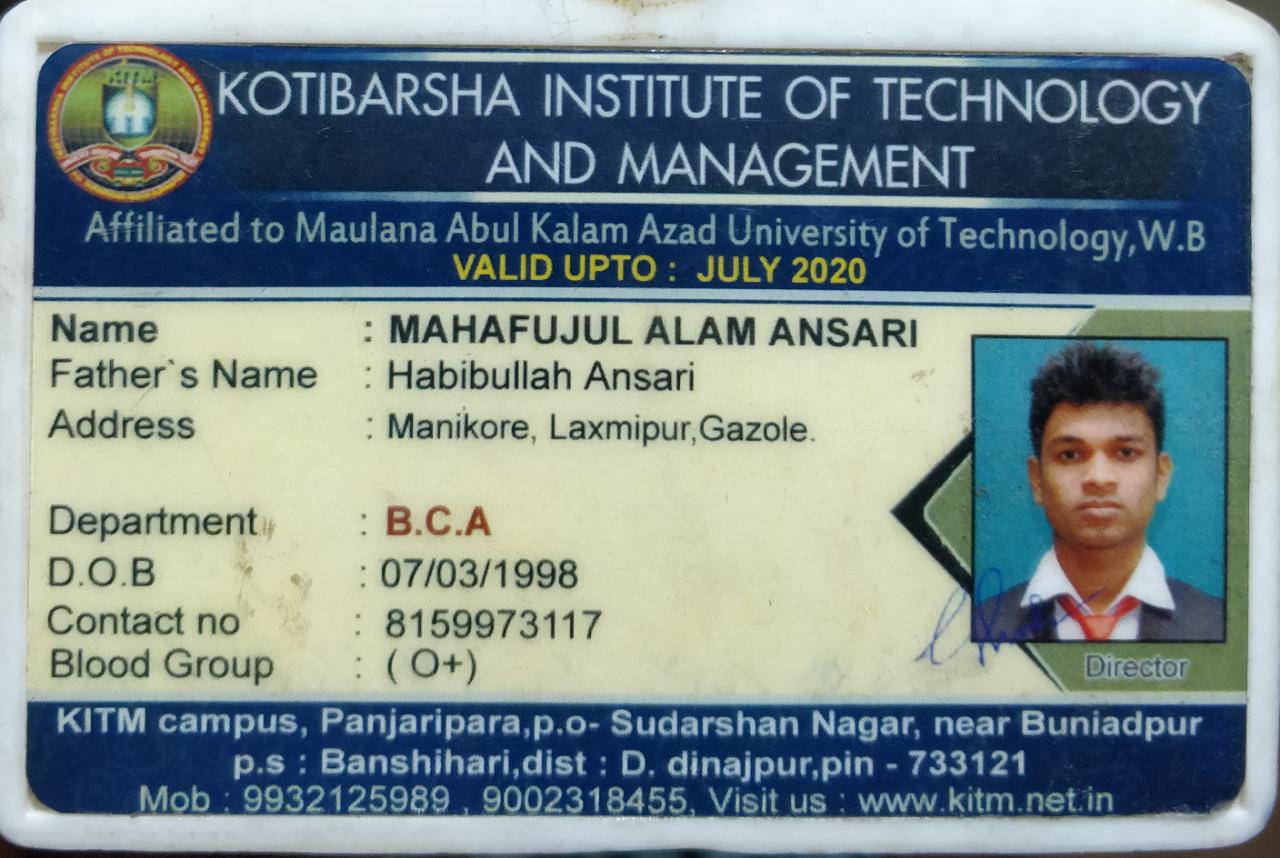 KOTIBARSHA INSTITUTE OF TECHNOLOGY
AND MANAGEMENT
Affiliated to Maulana Abul Kalam Azad University of Technology,W.B
VALID UPTO : JULY 2020
Name : MAHAFUJUL ALAM ANSARI
Father`s Name : Habibullah Ansari
Address : Manikore, Laxmipur,Gazole.
Department : B.C.A
D.O.B : 07/03/1998
Contact no : 8159973117
Blood Group : ( O+)
Director
KITM campus, Panjaripara,p.o- Sudarshan Nagar, near Buniadpur
p.s : Banshihari,dist : D. dinajpur,pin - 733121
Mob : 9932125989 , 9002318455, Visit us : www.kitm.net.in